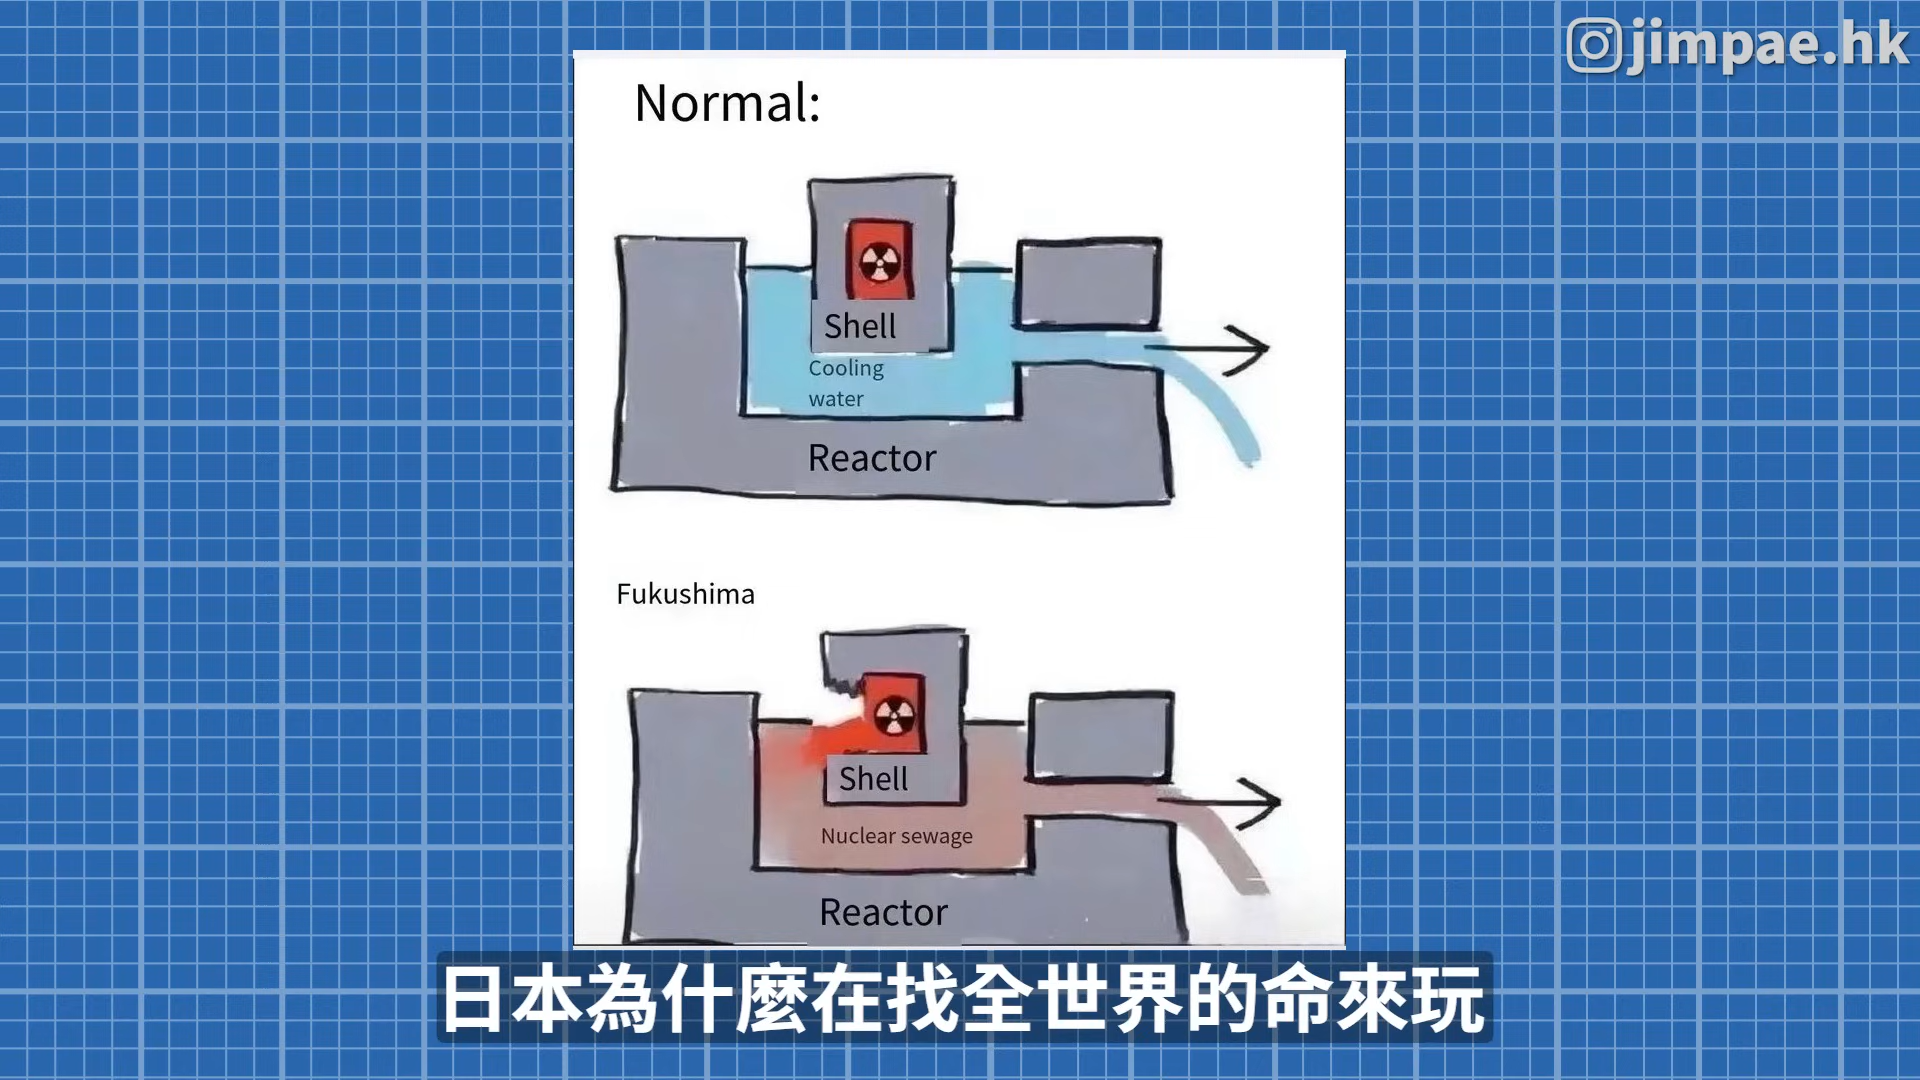 jimpae.hk
Normal:
Shell
Cooling
water
Reactor
Fukushima
Shell
Nuclear sewage
Reactor
日本為什麼在找全世界的命來玩